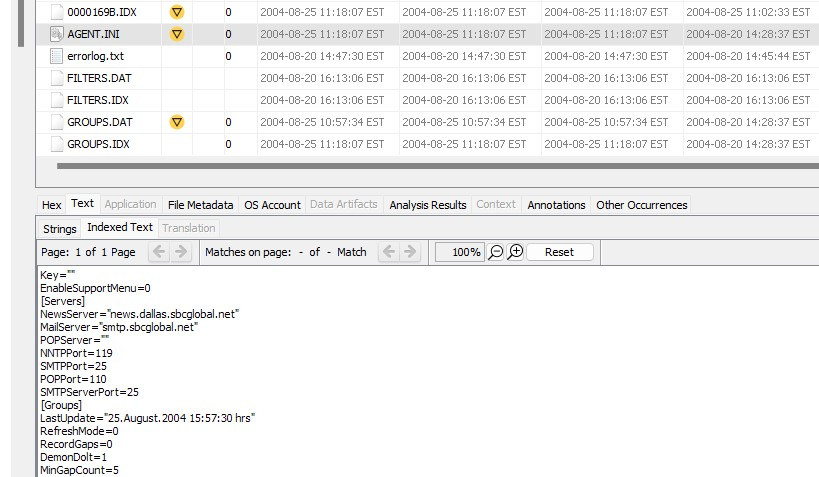 0000169B.IDX 0 2004-08-25 11:18:07 EST 2004-08-25 11:18:07 EST 2004-08-25 11:18:07 EST 2004-08-25 11:02:33 EST
AGENT.INI 0 2004-08-25 11:18:07 EST 2004-08-25 11:18:07 EST 2004-08-25 11:18:07 EST 2004-08-20 14:28:37 EST
errorlog.txt 0 2004-08-20 14:47:30 EST 2004-08-20 14:47:30 EST 2004-08-20 14:47:30 EST 2004-08-20 14:45:44 EST
FILTERS.DAT 2004-08-20 16:13:06 EST 2004-08-20 16:13:06 EST 2004-08-20 16:13:06 EST 2004-08-20 16:13:06 EST
FILTERS.IDX 2004-08-20 16:13:06 EST 2004-08-20 16:13:06 EST 2004-08-20 16:13:06 EST 2004-08-20 16:13:06 EST
GROUPS.DAT 0 2004-08-25 10:57:34 EST 2004-08-25 10:57:34 EST 2004-08-25 10:57:34 EST 2004-08-20 14:28:37 EST
GROUPS.IDX 0 2004-08-25 11:18:07 EST 2004-08-25 11:18:07 EST 2004-08-25 11:18:07 EST 2004-08-20 14:28:37 EST
Hex Text Application File Metadata OS Account Data Artifacts Analysis Results Context Annotations Other Occurrences
Strings Indexed Text Translation
Page: 1 of 1 Page Matches on page: - of - Match 100% Reset
Key=""
EnableSupportMenu=0
[Servers]
NewsServer="news.dallas.sbcglobal.net"
MailServer="smtp.sbcglobal.net"
POPServer=""
NNTPPort=119
SMTPPort=25
POPPort=110
SMTPServerPort=25
[Groups]
LastUpdate="25.August.2004 15:57:30 hrs"
RefreshMode=0
RecordGaps=0
DemonDoIt=1
MinGapCount=5